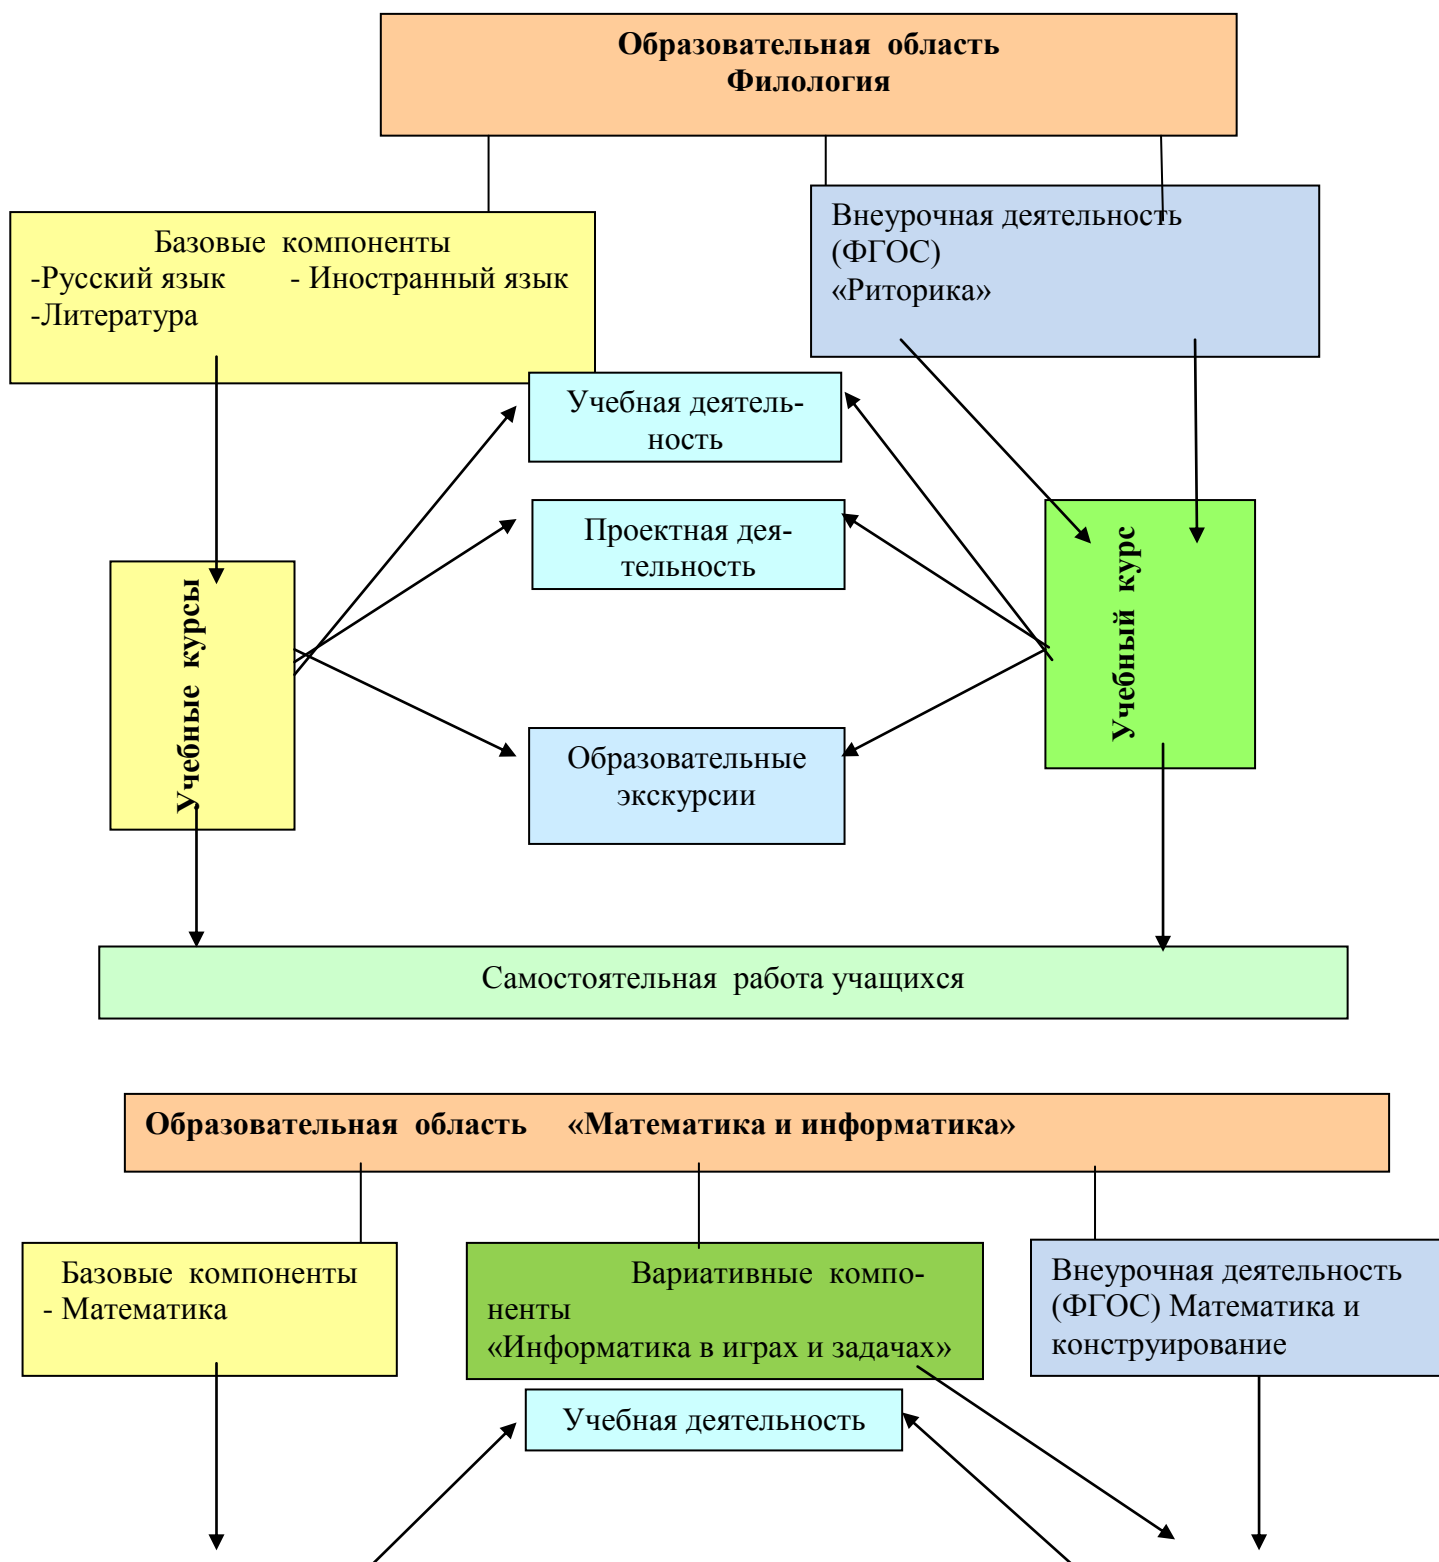 Образовательная область
Филология
Базовые компоненты
-Русский язык - Иностранный язык
-Литература
Внеурочная деятельность
(ФГОС)
«Риторика»
Учебная деятель-
ность
Проектная дея-
тельность
Учебные курсы
Учебный курс
Образовательные
экскурсии
Самостоятельная работа учащихся
Образовательная область «Математика и информатика»
Базовые компоненты
- Математика
Вариативные компо-
ненты
«Информатика в играх и задачах»
Внеурочная деятельность
(ФГОС) Математика и
конструирование
Учебная деятельность